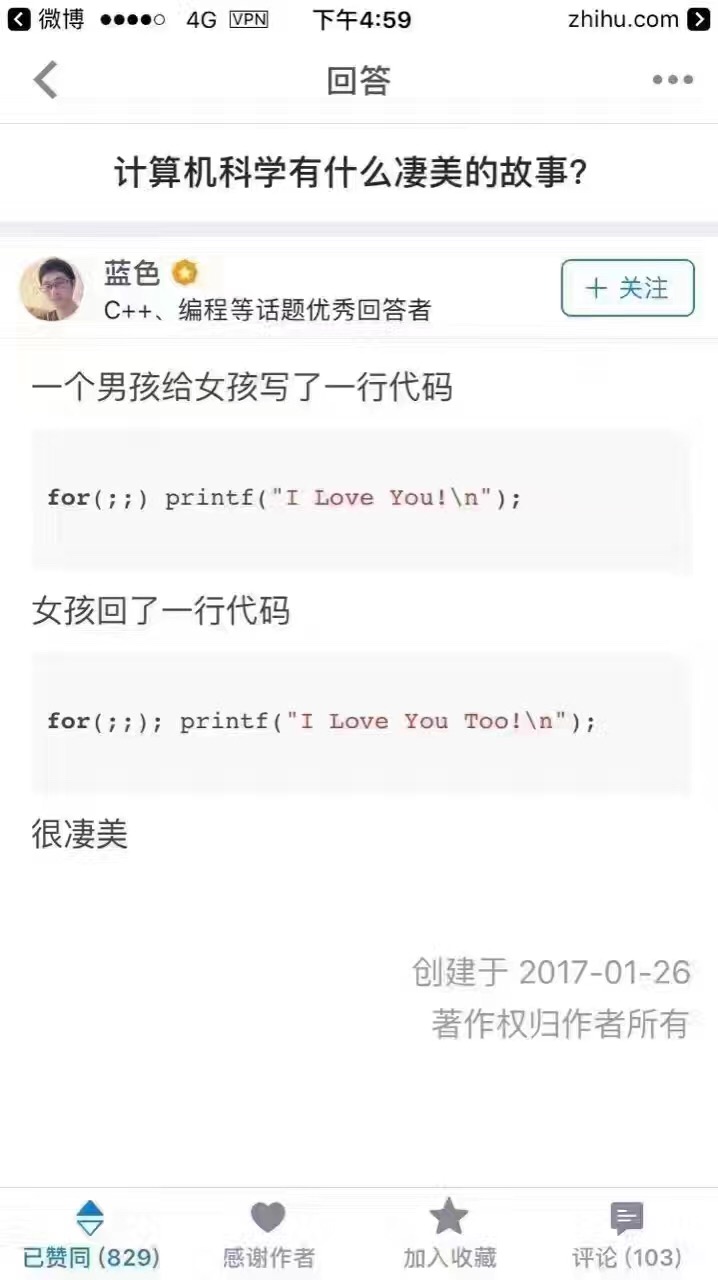 微博 4G VPN 下午4:59 zhihu.com
回答
计算机科学有什么凄美的故事?
蓝色
C++、编程等话题优秀回答者
+ 关注
一个男孩给女孩写了一行代码
for(;;) printf("I Love You!\n");
女孩回了一行代码
for(;;); printf("I Love You Too!\n");
很凄美
创建于 2017-01-26
著作权归作者所有
已赞同 (829) 感谢作者 加入收藏 评论 (103)